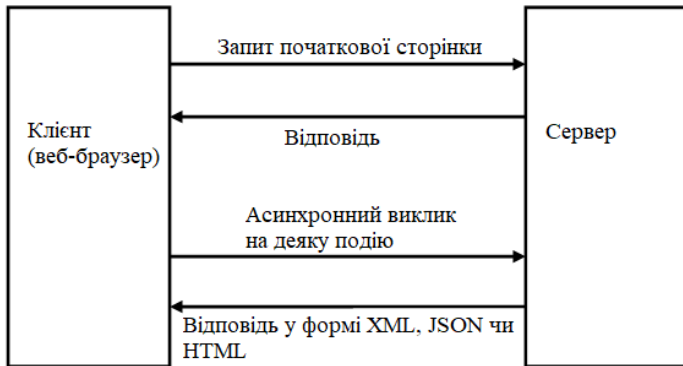 Запит початкової сторінки
Клієнт
(веб-браузер)
Відповідь
Сервер
Асинхронний виклик
на деяку подію
Відповідь у формі XML, JSON чи
HTML